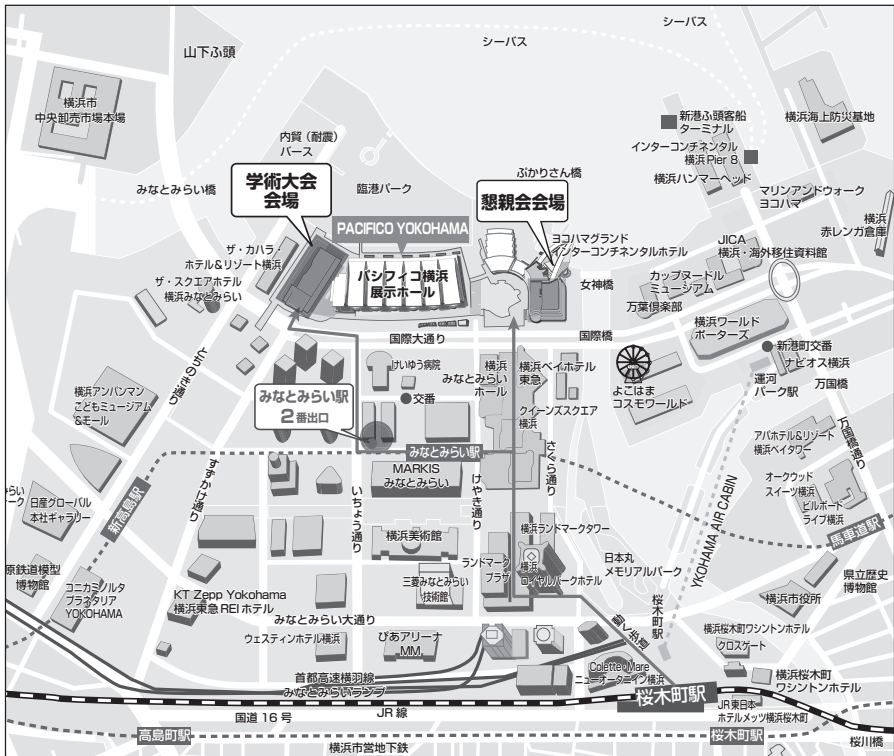 シーバス
シーバス
山下ふ頭
横浜市
中央卸売市場本場
新港ふ頭客船
ターミナル
横浜海上防災基地
内貿（耐震）
バース
インターコンチネンタル
横浜 Pier 8
ぷかりさん橋
横浜ハンマーヘッド
みなとみらい橋
学術大会
会場
臨港パーク
懇親会会場
マリンアンドウォーク
ヨコハマ
横浜
赤レンガ倉庫
PACIFICO YOKOHAMA
ザ・カハラ・
ホテル&リゾート横浜
ヨコハマグランド
インターコンチネンタルホテル
JICA
横浜・海外移住資料館
ザ・スクエアホテル
横浜みなとみらい
パシフィコ横浜
展示ホール
女神橋
カップヌードル
ミュージアム
万葉倶楽部
横浜ワールド
ポーターズ
国際大通り
国際橋
とちのき通り
けいゆう病院
横浜
みなとみらい
ホール
横浜ベイホテル
東急
新港町交番
ナビオス横浜
運河
パーク駅
万国橋
よこはま
コスモワールド
横浜アンパンマン
こどもミュージアム
&モール
みなとみらい駅
2番出口
交番
クイーンズスクエア
横浜
万国橋通り
アパホテル&リゾート
横浜ベイタワー
みなとみらい駅
さくら通り
MARKIS
みなとみらい
すずかけ通り
いちょう通り
けやき通り
オークウッド
スイーツ横浜
ビルボード
ライブ横浜
らい
ーク
日産グローバル
本社ギャラリー
新高島駅
YKOHAMA AIR CABIN
馬車道駅
横浜美術館
横浜ランドマークタワー
原鉄道模型
博物館
ランドマーク
プラザ
横浜
ロイヤルパークホテル
日本丸
メモリアルパーク
県立歴史
博物館
コニカミノルタ
プラネタリア
YOKOHAMA
三菱みなとみらい
技術館
KT Zepp Yokohama
横浜東急REIホテル
桜木町駅
横浜市役所
みなとみらい大通り
動く歩道
横浜桜木町ワシントンホテル
クロスゲート
ウェスティンホテル横浜
ぴあアリーナ
MM
首都高速横羽線
みなとみらいランプ
Colette・Mare
ニューオータニイン横浜
横浜桜木町
ワシントンホテル
桜木町駅
JR東日本
ホテルメッツ横浜桜木町
国道 16 号
JR 線
高島町駅
桜木町駅
桜川橋
横浜市営地下鉄